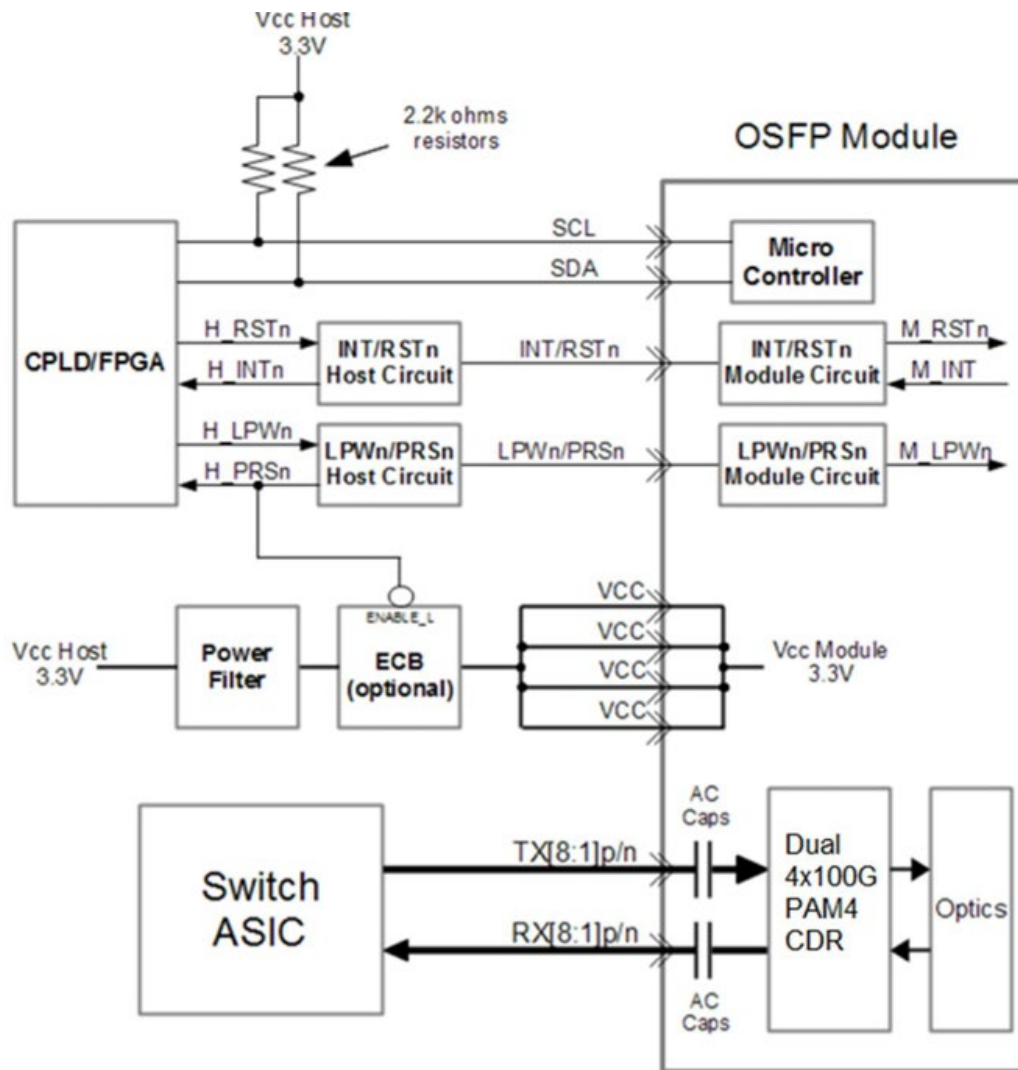 Vcc Host
3.3V
2.2k ohms
resistors
OSFP Module
SCL
SDA
Micro
Controller
CPLD/FPGA
H_RSTn
H_INTn
INT/RSTn
Host Circuit
INT/RSTn
INT/RSTn
Module Circuit
M_RSTn
M_INT
H_LPWn
H_PRSn
LPWn/PRSn
Host Circuit
LPWn/PRSn
LPWn/PRSn
Module Circuit
M_LPWn
Vcc Host
3.3V
Power
Filter
ENABLE_L
ECB
(optional)
VCC
VCC
VCC
VCC
Vcc Module
3.3V
Switch
ASIC
TX[8:1]p/n
RX[8:1]p/n
AC
Caps
AC
Caps
Dual
4x100G
PAM4
CDR
Optics